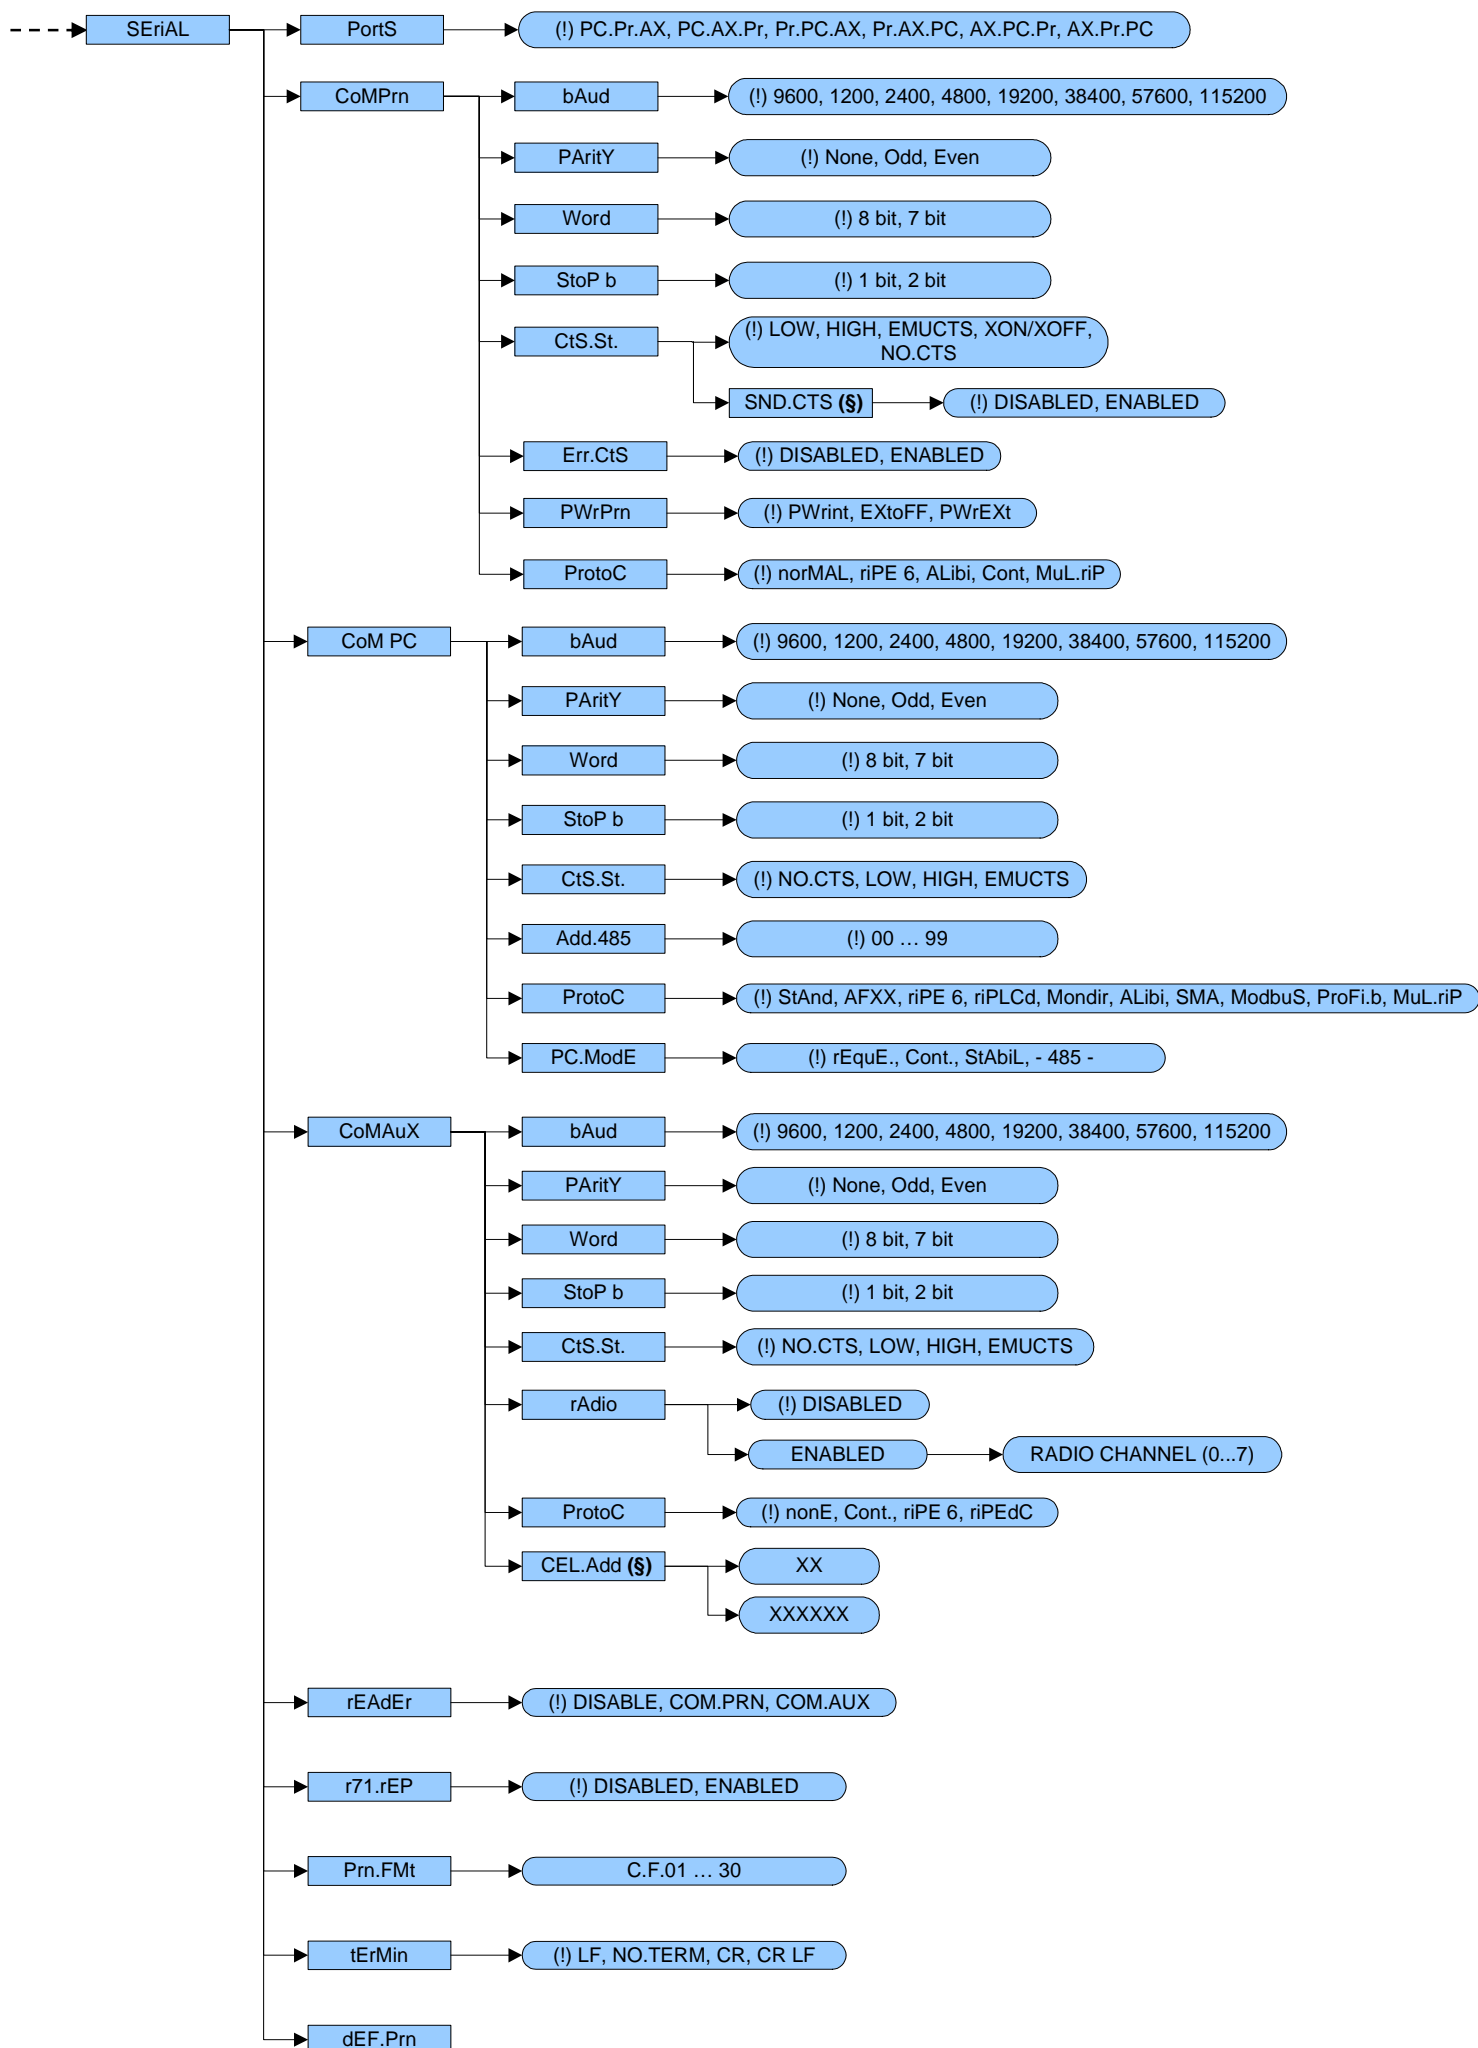 SEriAL
PortS
(!) PC.Pr.AX, PC.AX.Pr, Pr.PC.AX, Pr.AX.PC, AX.PC.Pr, AX.Pr.PC
CoMPrn
bAud
(!) 9600, 1200, 2400, 4800, 19200, 38400, 57600, 115200
PAritY
(!) None, Odd, Even
Word
(!) 8 bit, 7 bit
StoP b
(!) 1 bit, 2 bit
CtS.St.
(!) LOW, HIGH, EMUCTS, XON/XOFF,
NO.CTS
SND.CTS (§)
(!) DISABLED, ENABLED
Err.CtS
(!) DISABLED, ENABLED
PWrPrn
(!) PWrint, EXtoFF, PWrEXt
ProtoC
(!) norMAL, riPE 6, ALibi, Cont, MuL.riP
CoM PC
bAud
(!) 9600, 1200, 2400, 4800, 19200, 38400, 57600, 115200
PAritY
(!) None, Odd, Even
Word
(!) 8 bit, 7 bit
StoP b
(!) 1 bit, 2 bit
CtS.St.
(!) NO.CTS, LOW, HIGH, EMUCTS
Add.485
(!) 00 … 99
ProtoC
(!) StAnd, AFXX, riPE 6, riPLCd, Mondir, ALibi, SMA, ModbuS, ProFi.b, MuL.riP
PC.ModE
(!) rEquE., Cont., StAbiL, - 485 -
CoMAuX
bAud
(!) 9600, 1200, 2400, 4800, 19200, 38400, 57600, 115200
PAritY
(!) None, Odd, Even
Word
(!) 8 bit, 7 bit
StoP b
(!) 1 bit, 2 bit
CtS.St.
(!) NO.CTS, LOW, HIGH, EMUCTS
rAdio
(!) DISABLED
ENABLED
RADIO CHANNEL (0...7)
ProtoC
(!) nonE, Cont., riPE 6, riPEdC
CEL.Add (§)
XX
XXXXXX
rEAdEr
(!) DISABLE, COM.PRN, COM.AUX
r71.rEP
(!) DISABLED, ENABLED
Prn.FMt
C.F.01 … 30
tErMin
(!) LF, NO.TERM, CR, CR LF
dEF.Prn